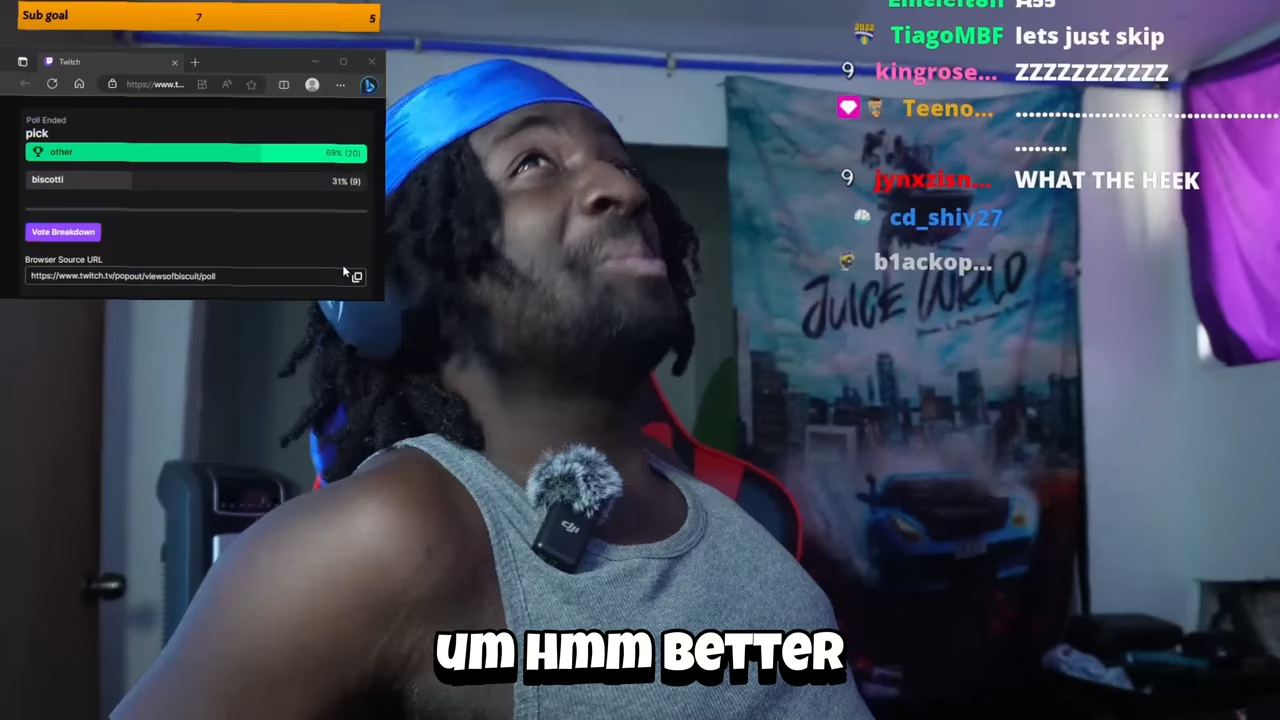 Sub goal 7 5
Twitch
https://www.t...
Poll Ended
pick
other 69% (20)
biscotti 31% (9)
Vote Breakdown
Browser Source URL
https://www.twitch.tv/popout/viewsofbiscuit/poll
TiagoMBF lets just skip
kingrose... ZZZZZZZZZZZ
Teeno... .......................................
........
jynxzisn... WHAT THE HEEK
cd_shiv27
b1ackop...
JUICE WRLD
dji
UM HMM BETTER